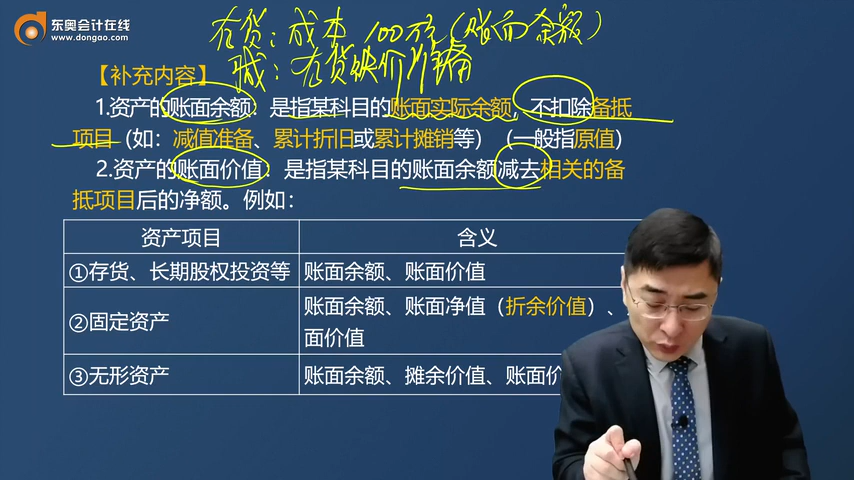 东奥会计在线
www.dongao.com
存货：成本 100万元（账面余额）
减：存货跌价准备
【补充内容】
1.资产的账面余额：是指某科目的账面实际余额，不扣除备抵
项目（如：减值准备、累计折旧或累计摊销等）（一般指原值）
2.资产的账面价值：是指某科目的账面余额减去相关的备
抵项目后的净额。例如：
资产项目 含义
①存货、长期股权投资等 账面余额、账面价值
②固定资产 账面余额、账面净值（折余价值）、
面价值
③无形资产 账面余额、摊余价值、账面价